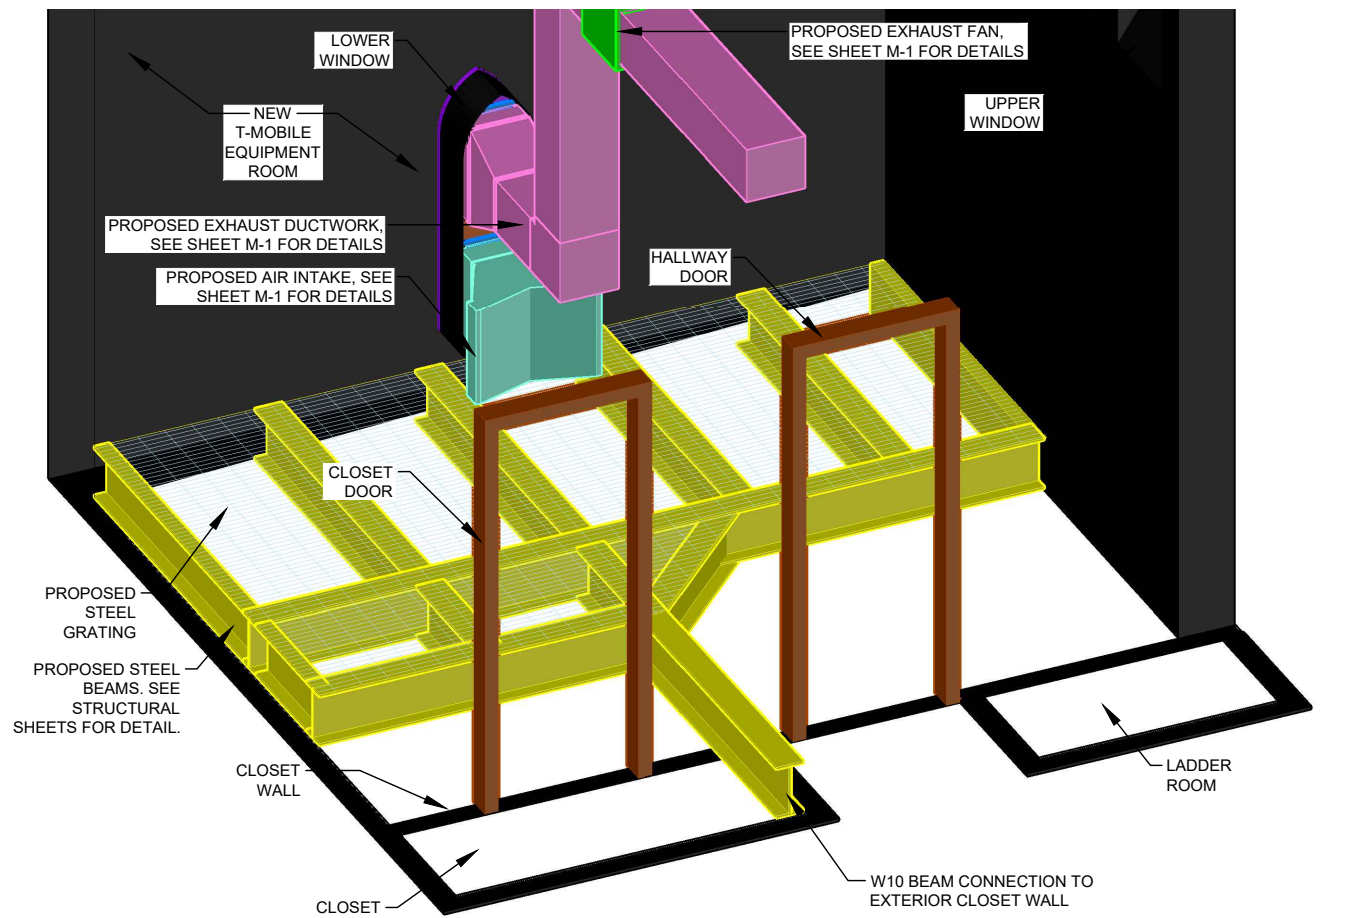 LOWER
WINDOW
PROPOSED EXHAUST FAN,
SEE SHEET M-1 FOR DETAILS
NEW
T-MOBILE
EQUIPMENT
ROOM
UPPER
WINDOW
PROPOSED EXHAUST DUCTWORK,
SEE SHEET M-1 FOR DETAILS
PROPOSED AIR INTAKE, SEE
SHEET M-1 FOR DETAILS
HALLWAY
DOOR
CLOSET
DOOR
PROPOSED
STEEL
GRATING
PROPOSED STEEL
BEAMS. SEE
STRUCTURAL
SHEETS FOR DETAIL.
CLOSET
WALL
LADDER
ROOM
CLOSET
W10 BEAM CONNECTION TO
EXTERIOR CLOSET WALL